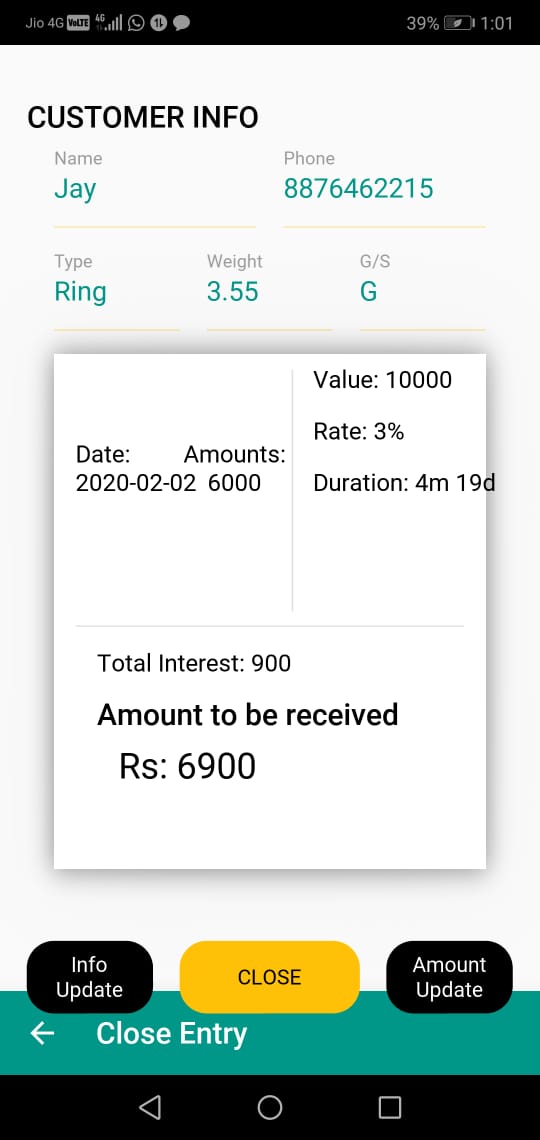 Jio 4G VoLTE 4G 39% 1:01
CUSTOMER INFO
Name Phone
Jay 8876462215
Type Weight G/S
Ring 3.55 G
Date: Amounts:
2020-02-02 6000
Value: 10000
Rate: 3%
Duration: 4m 19d
Total Interest: 900
Amount to be received
Rs: 6900
Info
Update
CLOSE
Amount
Update
Close Entry